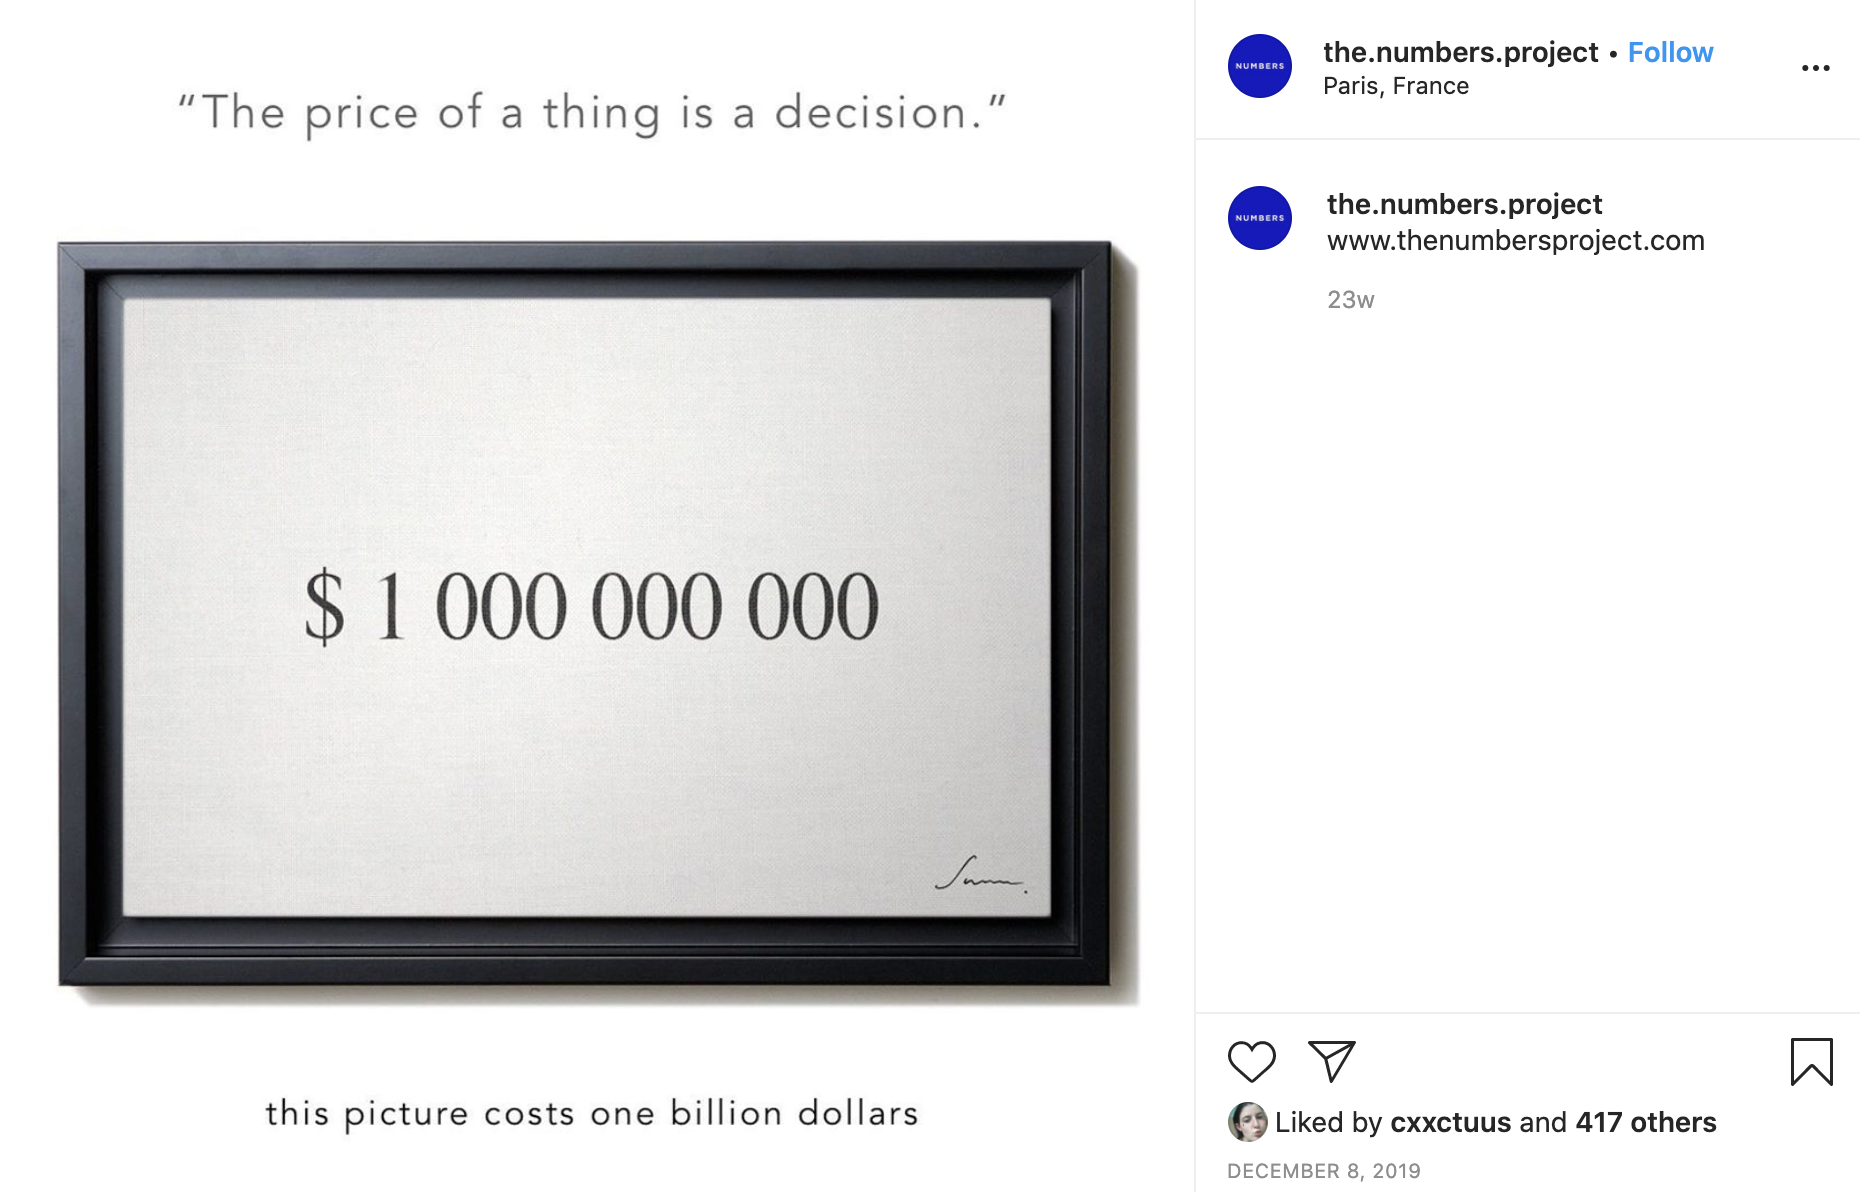 “The price of a thing is a decision.”
$ 1 000 000 000
this picture costs one billion dollars
NUMBERS
the.numbers.project • Follow
Paris, France
NUMBERS
the.numbers.project
www.thenumbersproject.com
23w
Liked by cxxctuus and 417 others
DECEMBER 8, 2019